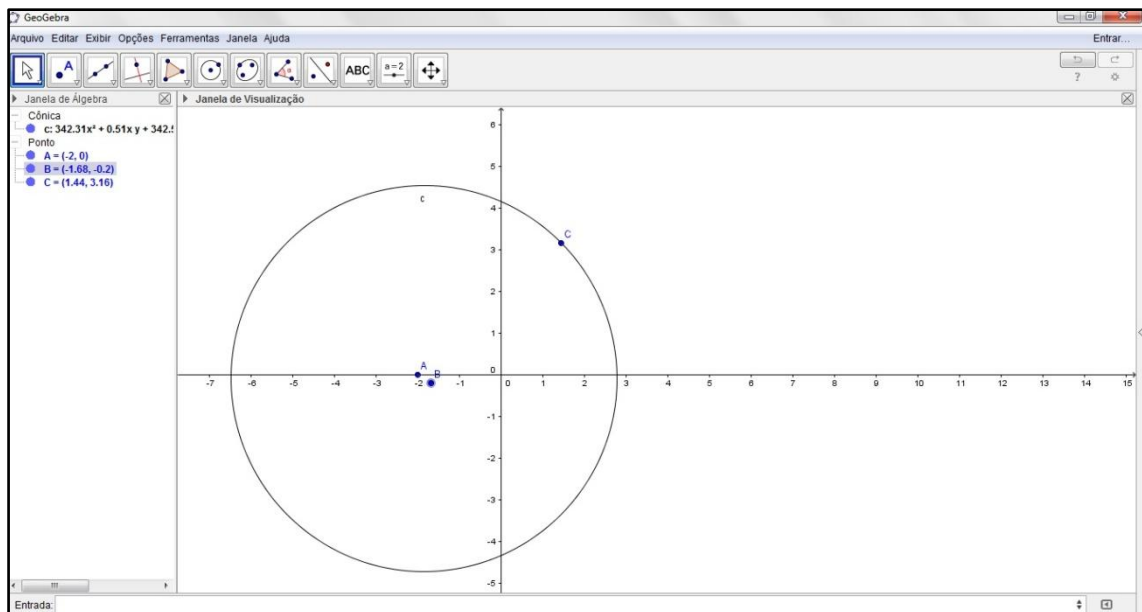 GeoGebra
Arquivo Editar Exibir Opções Ferramentas Janela Ajuda Entrar...
A ABC a=2
?
Janela de Álgebra Janela de Visualização
Cônica
c: 342.31x² + 0.51x y + 342.
Ponto
A = (-2, 0)
B = (-1.68, -0.2)
C = (1.44, 3.16)
6
5
c
4
C
3
2
1
A
0
B
-7 -6 -5 -4 -3 -2 -1 0 1 2 3 4 5 6 7 8 9 10 11 12 13 14 15
-1
-2
-3
-4
-5
Entrada: